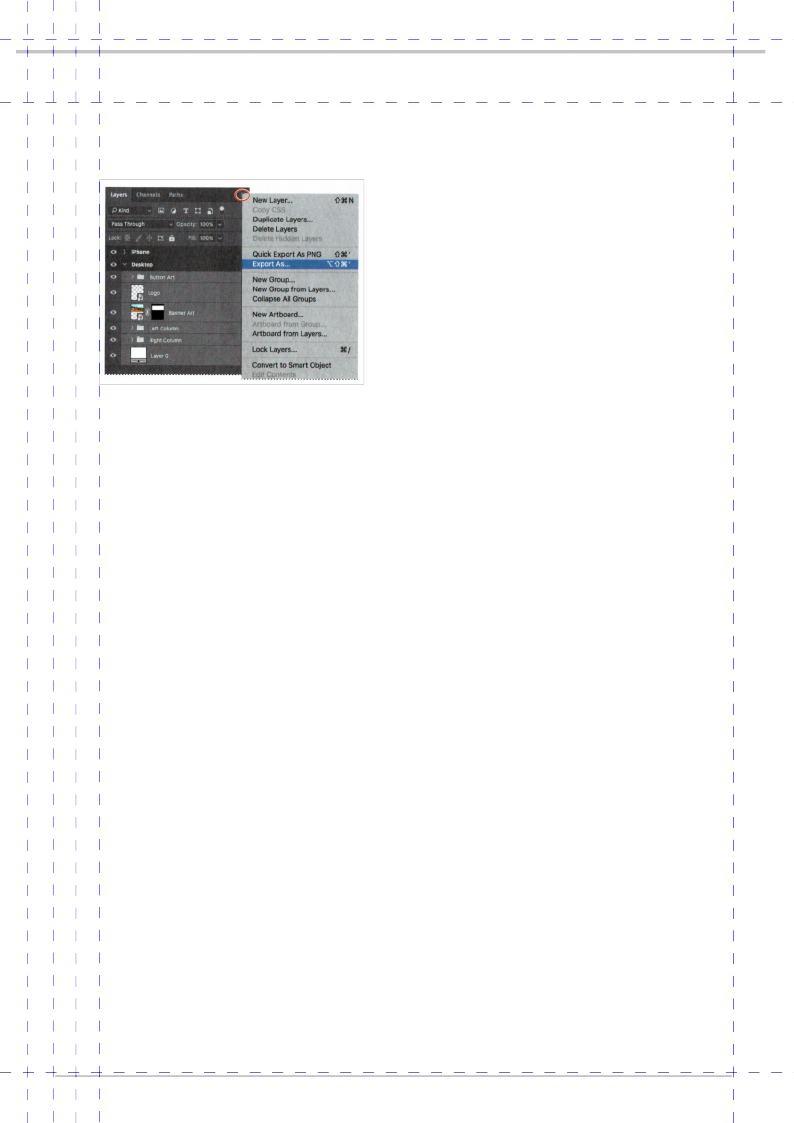 Layers Channels Paths
Kind
Pass Through Opacity: 100%
Lock: Fill: 100%
iPhone
Desktop
Button Art
Logo
Banner Art
Left Column
Right Column
Layer 0
New Layer... ⇧⌘N
Copy CSS
Duplicate Layers...
Delete Layers
Delete Hidden Layers
Quick Export As PNG ⇧⌘'
Export As... ⌥⇧⌘'
New Group...
New Group from Layers...
Collapse All Groups
New Artboard...
Artboard from Group...
Artboard from Layers...
Lock Layers... ⌘/
Convert to Smart Object
Edit Contents